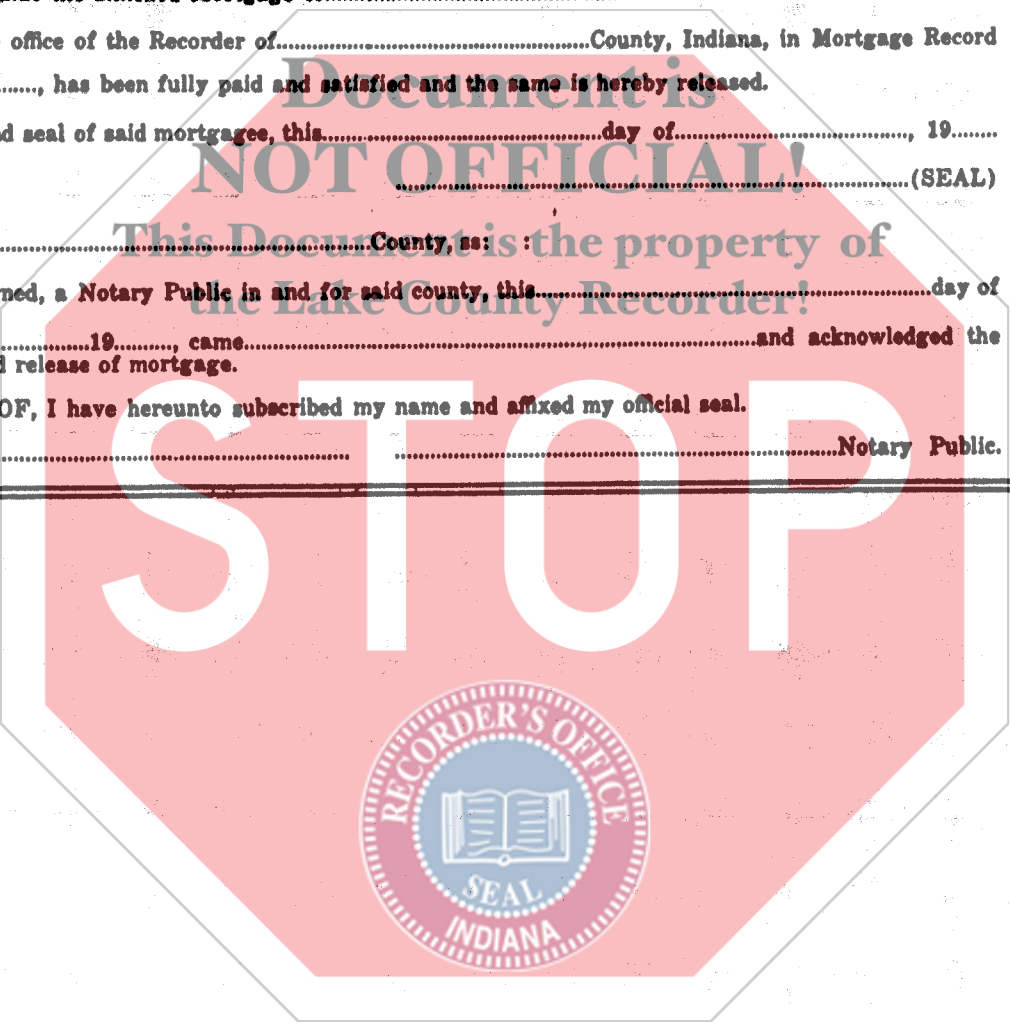 office of the Recorder of..........County, Indiana, in Mortgage Record
......, has been fully paid and satisfied and the same is hereby released.
Document is
d seal of said mortgagee, this..........day of.........., 19........
NOT OFFICIAL!
..........(SEAL)
This Document is the property of
..........County, ss: :
ned, a Notary Public in and for said county, this..........day of
the Lake County Recorder!
..........19.........., came..........and acknowledged the
d release of mortgage.
OF, I have hereunto subscribed my name and affixed my official seal.
....................Notary Public.
STOP
RECORDER'S OFFICE
SEAL
INDIANA